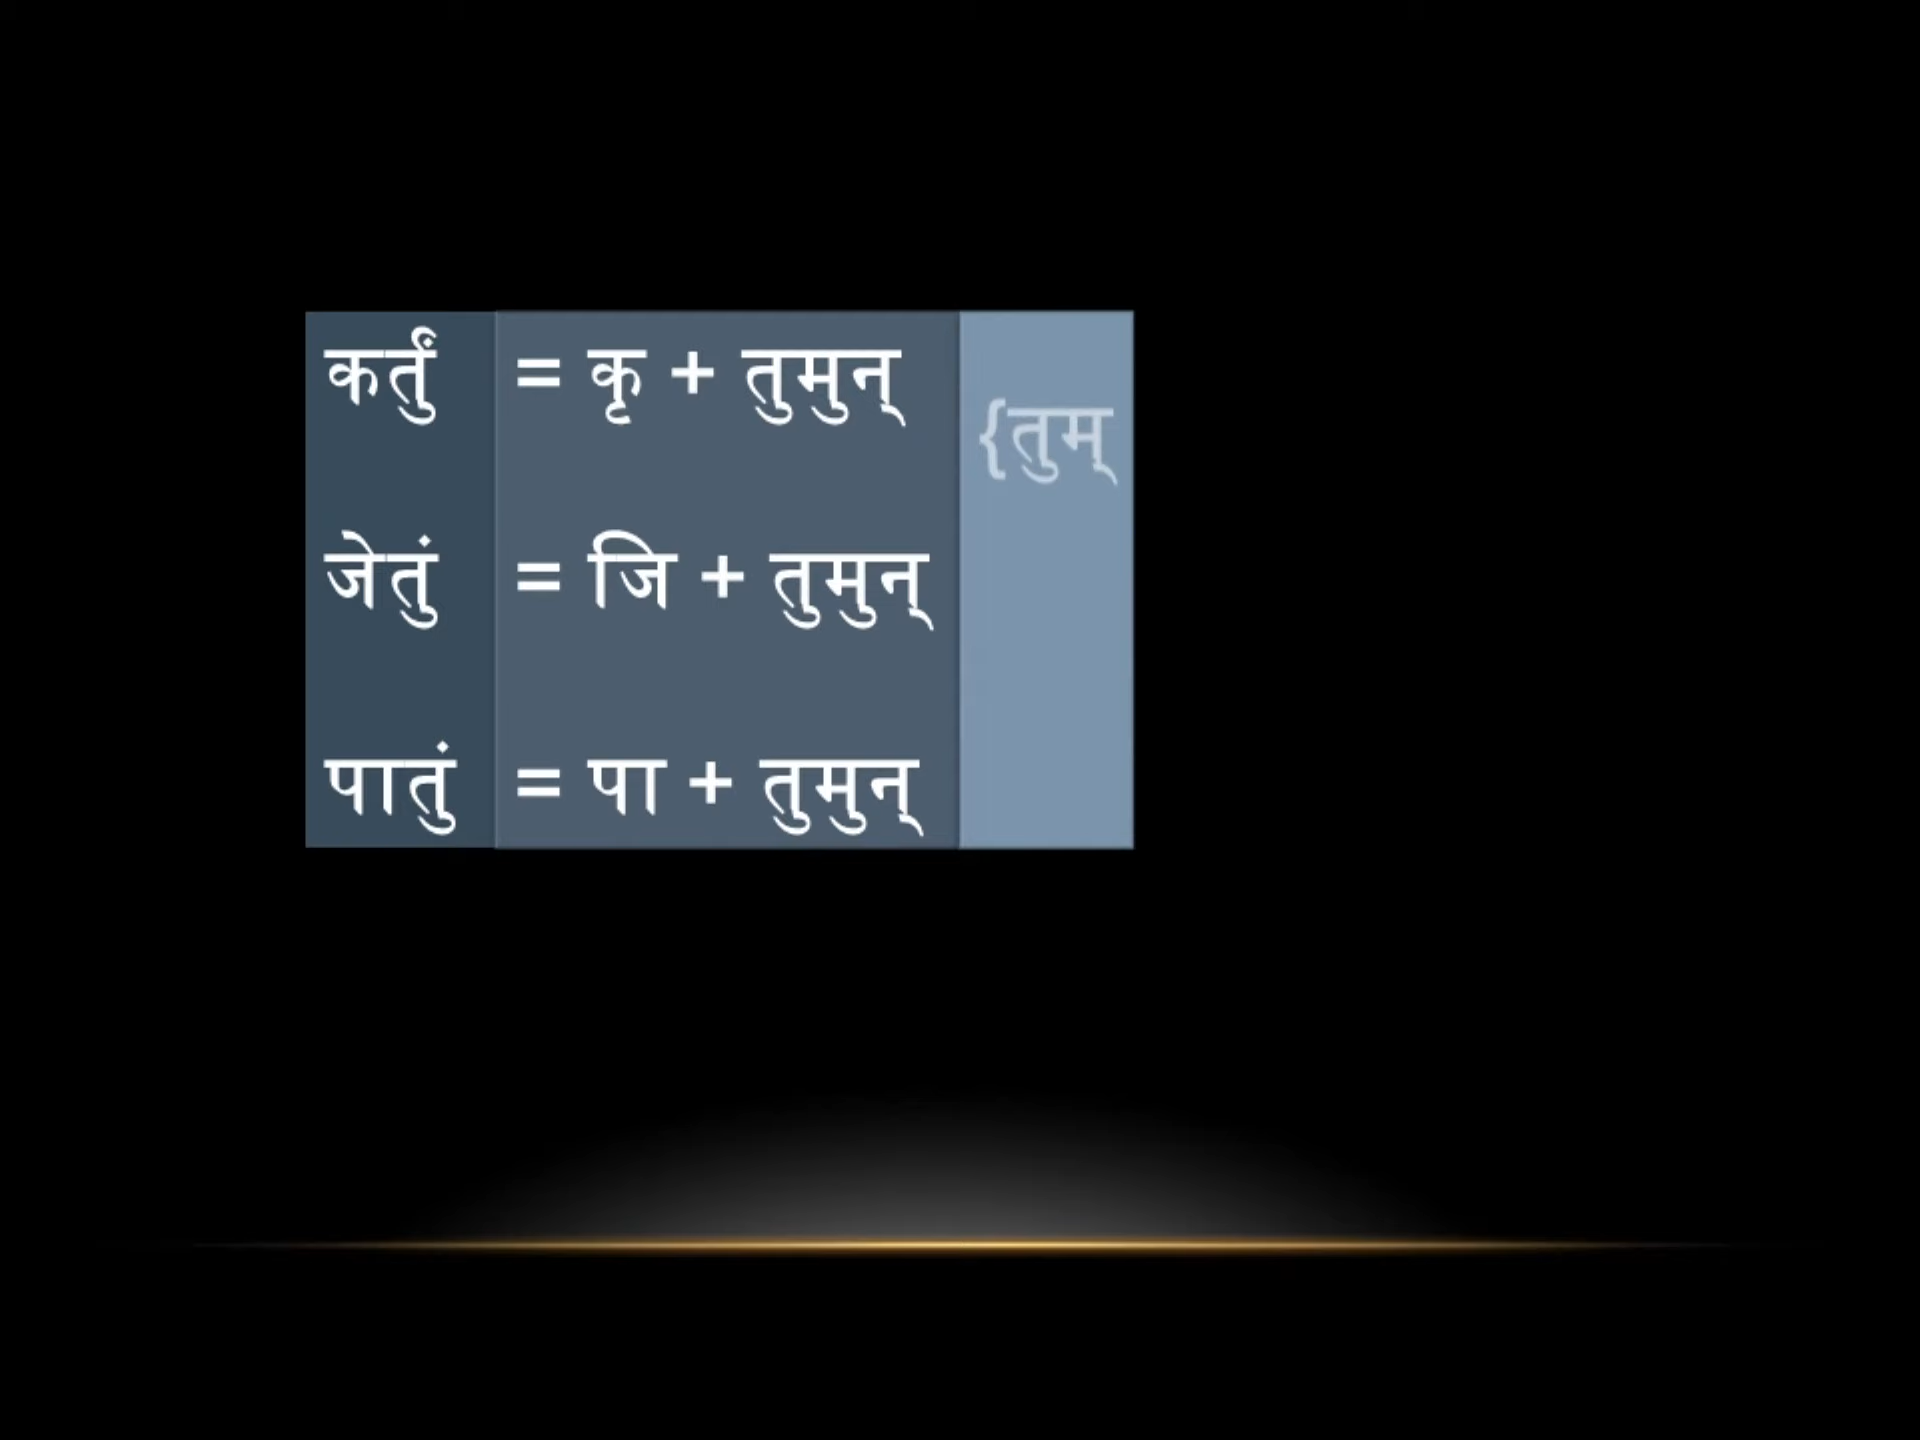 कर्तुं = कृ + तुमुन्
{तुम्
जेतुं = जि + तुमुन्
पातुं = पा + तुमुन्